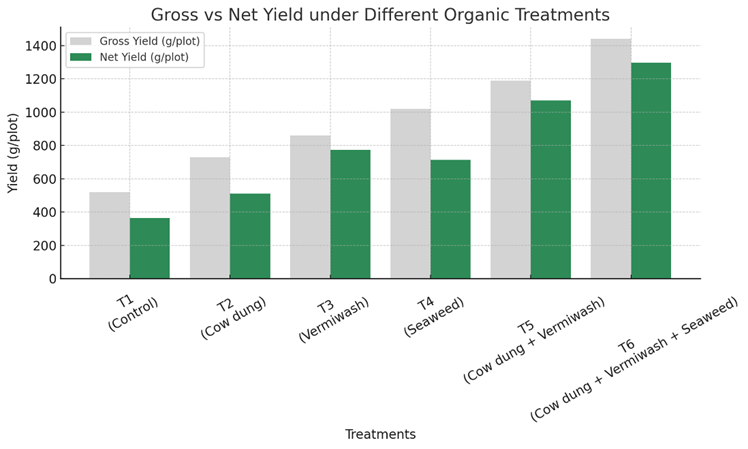 Gross vs Net Yield under Different Organic Treatments
Gross Yield (g/plot)
Net Yield (g/plot)
Yield (g/plot)
1400
1200
1000
800
600
400
200
0
T1
(Control)
T2
(Cow dung)
T3
(Vermiwash)
T4
(Seaweed)
T5
(Cow dung + Vermiwash)
T6
(Cow dung + Vermiwash + Seaweed)
Treatments